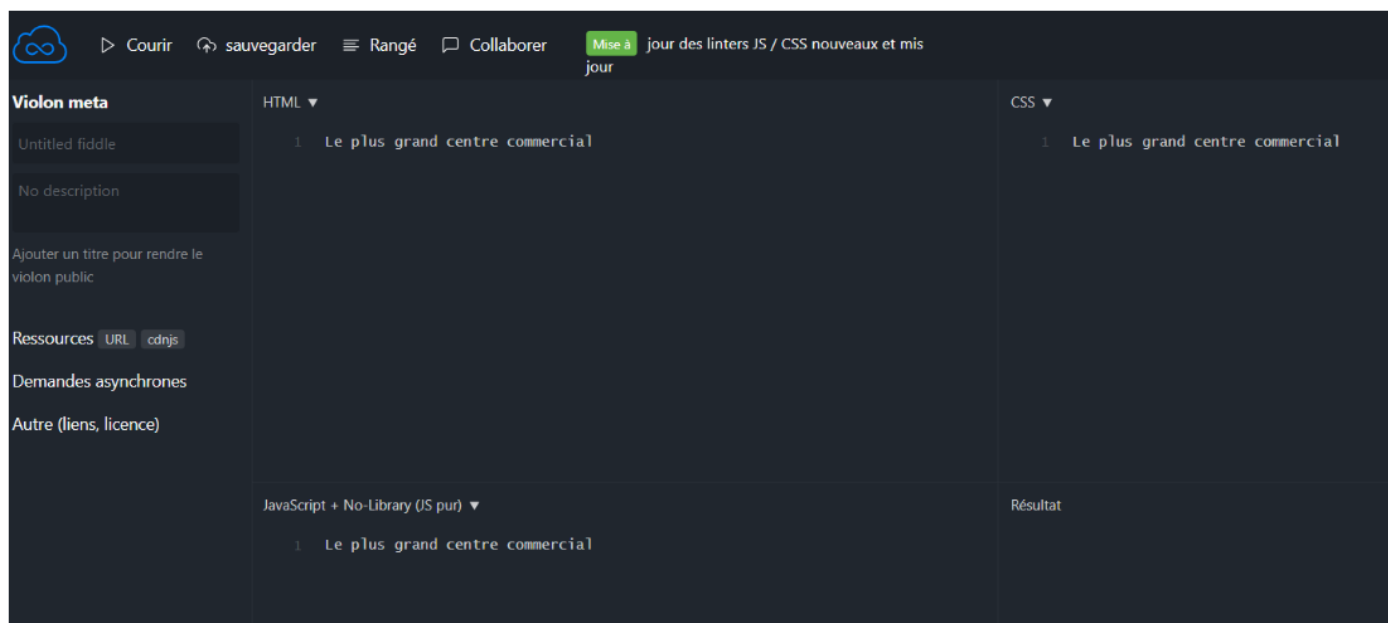 Courir sauvegarder Rangé Collaborer Mise à jour des linters JS / CSS nouveaux et mis
jour
Violon meta
Untitled fiddle
No description
Ajouter un titre pour rendre le
violon public
Ressources URL cdnjs
Demandes asynchrones
Autre (liens, licence)
HTML ▼
1 Le plus grand centre commercial
CSS ▼
1 Le plus grand centre commercial
JavaScript + No-Library (JS pur) ▼
1 Le plus grand centre commercial
Résultat